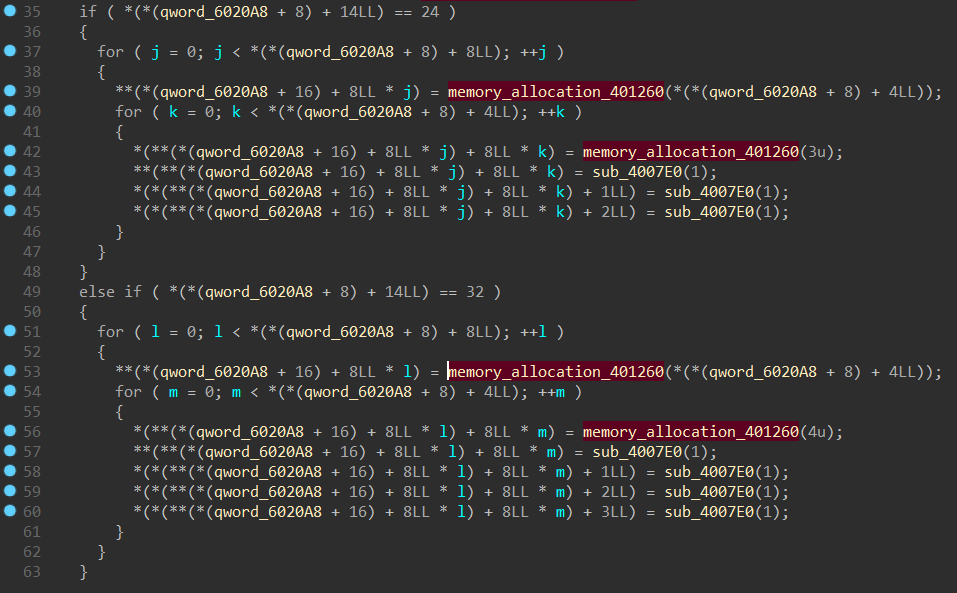 35 if ( *(*(qword_6020A8 + 8) + 14LL) == 24 )
36 {
37 for ( j = 0; j < *(*(qword_6020A8 + 8) + 8LL); ++j )
38 {
39 **(*(qword_6020A8 + 16) + 8LL * j) = memory_allocation_401260(*(*(qword_6020A8 + 8) + 4LL));
40 for ( k = 0; k < *(*(qword_6020A8 + 8) + 4LL); ++k )
41 {
42 *(**(*(qword_6020A8 + 16) + 8LL * j) + 8LL * k) = memory_allocation_401260(3u);
43 **(**(*(qword_6020A8 + 16) + 8LL * j) + 8LL * k) = sub_4007E0(1);
44 *(*(**(*(qword_6020A8 + 16) + 8LL * j) + 8LL * k) + 1LL) = sub_4007E0(1);
45 *(*(**(*(qword_6020A8 + 16) + 8LL * j) + 8LL * k) + 2LL) = sub_4007E0(1);
46 }
47 }
48 }
49 else if ( *(*(qword_6020A8 + 8) + 14LL) == 32 )
50 {
51 for ( l = 0; l < *(*(qword_6020A8 + 8) + 8LL); ++l )
52 {
53 **(*(qword_6020A8 + 16) + 8LL * l) = memory_allocation_401260(*(*(qword_6020A8 + 8) + 4LL));
54 for ( m = 0; m < *(*(qword_6020A8 + 8) + 4LL); ++m )
55 {
56 *(**(*(qword_6020A8 + 16) + 8LL * l) + 8LL * m) = memory_allocation_401260(4u);
57 **(**(*(qword_6020A8 + 16) + 8LL * l) + 8LL * m) = sub_4007E0(1);
58 *(*(**(*(qword_6020A8 + 16) + 8LL * l) + 8LL * m) + 1LL) = sub_4007E0(1);
59 *(*(**(*(qword_6020A8 + 16) + 8LL * l) + 8LL * m) + 2LL) = sub_4007E0(1);
60 *(*(**(*(qword_6020A8 + 16) + 8LL * l) + 8LL * m) + 3LL) = sub_4007E0(1);
61 }
62 }
63 }